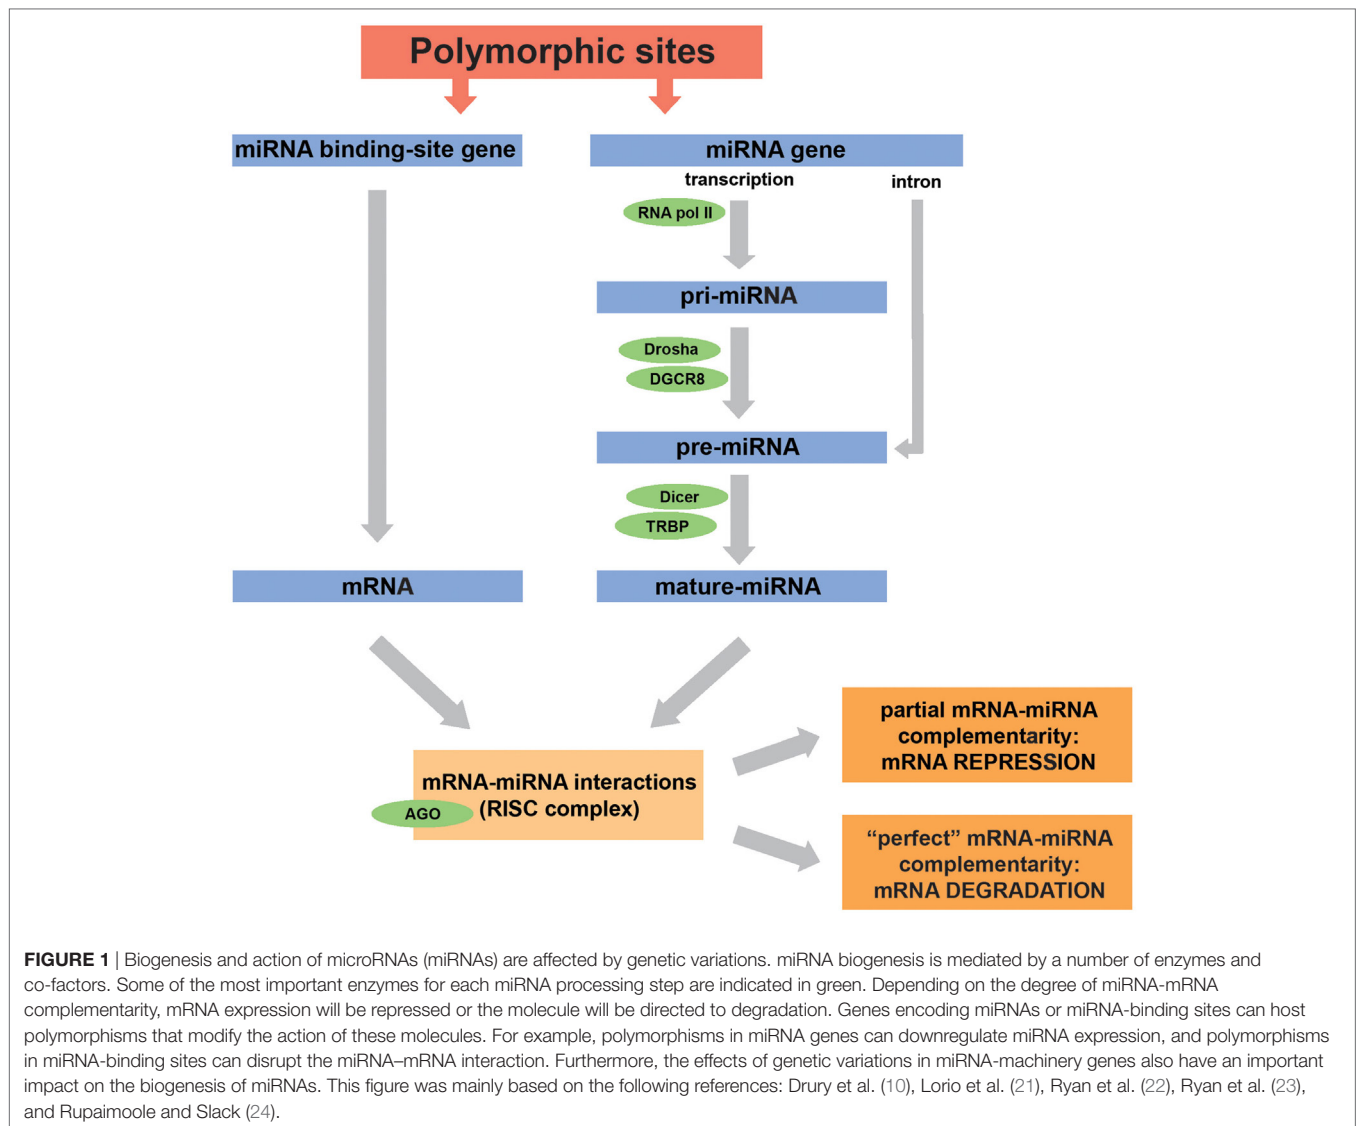 Polymorphic sites
miRNA binding-site gene
miRNA gene
transcription
intron
RNA pol II
pri-miRNA
Drosha
DGCR8
pre-miRNA
Dicer
TRBP
mRNA
mature-miRNA
mRNA-miRNA interactions
(RISC complex)
AGO
partial mRNA-miRNA
complementarity:
mRNA REPRESSION
“perfect” mRNA-miRNA
complementarity:
mRNA DEGRADATION
FIGURE 1 | Biogenesis and action of microRNAs (miRNAs) are affected by genetic variations. miRNA biogenesis is mediated by a number of enzymes and
co-factors. Some of the most important enzymes for each miRNA processing step are indicated in green. Depending on the degree of miRNA-mRNA
complementarity, mRNA expression will be repressed or the molecule will be directed to degradation. Genes encoding miRNAs or miRNA-binding sites can host
polymorphisms that modify the action of these molecules. For example, polymorphisms in miRNA genes can downregulate miRNA expression, and polymorphisms
in miRNA-binding sites can disrupt the miRNA–mRNA interaction. Furthermore, the effects of genetic variations in miRNA-machinery genes also have an important
impact on the biogenesis of miRNAs. This figure was mainly based on the following references: Drury et al. (10), Lorio et al. (21), Ryan et al. (22), Ryan et al. (23),
and Rupaimoole and Slack (24).